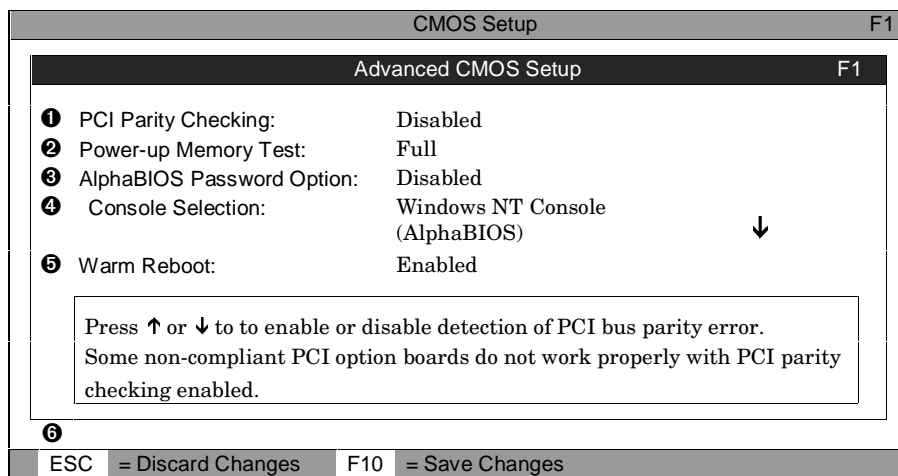 CMOS Setup F1
Advanced CMOS Setup F1
❶ PCI Parity Checking: Disabled
❷ Power-up Memory Test: Full
❸ AlphaBIOS Password Option: Disabled
❹ Console Selection: Windows NT Console
(AlphaBIOS) ↓
❺ Warm Reboot: Enabled
Press ↑ or ↓ to to enable or disable detection of PCI bus parity error.
Some non-compliant PCI option boards do not work properly with PCI parity
checking enabled.
❻
ESC = Discard Changes F10 = Save Changes